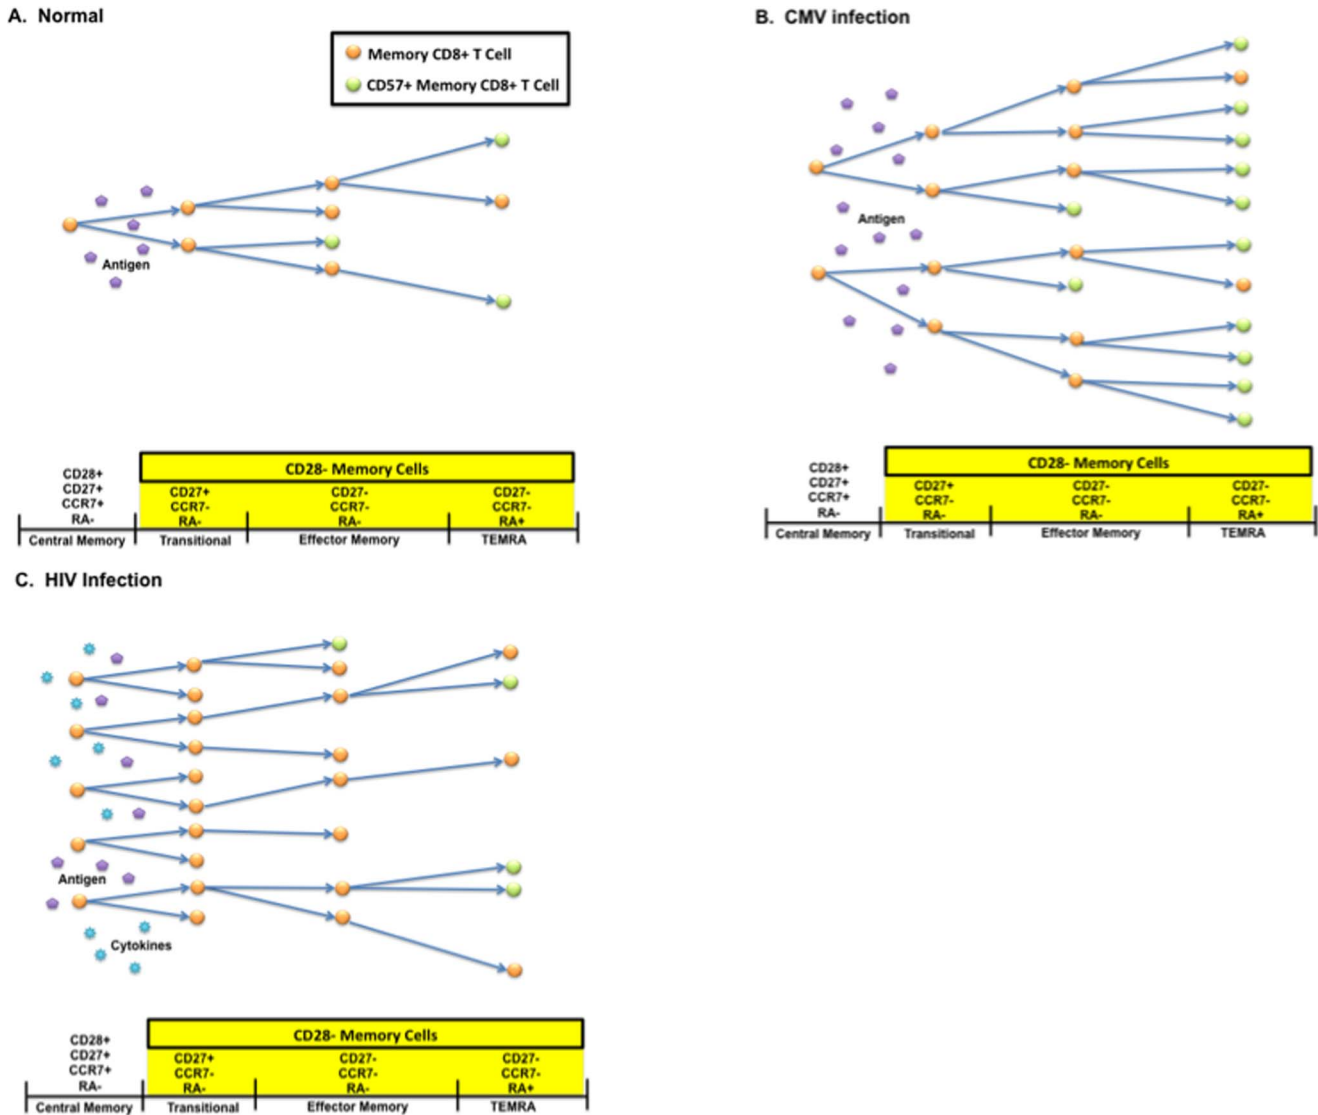 A. Normal
Memory CD8+ T Cell
CD57+ Memory CD8+ T Cell
Antigen
CD28- Memory Cells
CD28+
CD27+
CCR7+
RA-
CD27+
CCR7-
RA-
CD27-
CCR7-
RA-
CD27-
CCR7-
RA+
Central Memory
Transitional
Effector Memory
TEMRA
B. CMV infection
Antigen
CD28- Memory Cells
CD28+
CD27+
CCR7+
RA-
CD27+
CCR7-
RA-
CD27-
CCR7-
RA-
CD27-
CCR7-
RA+
Central Memory
Transitional
Effector Memory
TEMRA
C. HIV Infection
Antigen
Cytokines
CD28- Memory Cells
CD28+
CD27+
CCR7+
RA-
CD27+
CCR7-
RA-
CD27-
CCR7-
RA-
CD27-
CCR7-
RA+
Central Memory
Transitional
Effector Memory
TEMRA